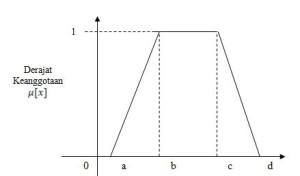 1
Derajat
Keanggotaan
μ[x]
0 a b c d